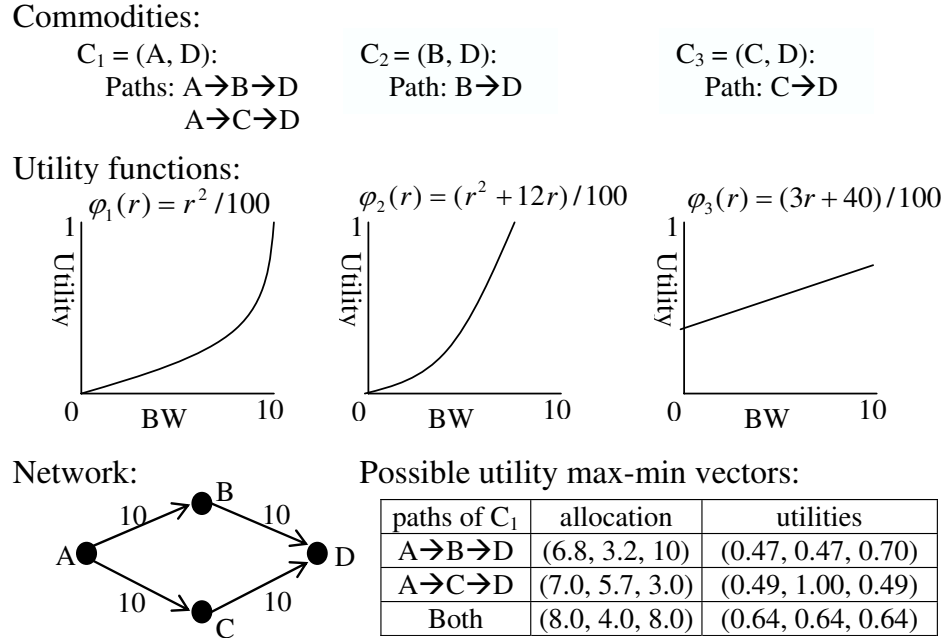 Commodities:
C₁ = (A, D): C₂ = (B, D): C₃ = (C, D):
Paths: A→B→D Path: B→D Path: C→D
A→C→D
Utility functions:
φ₁(r) = r² /100 φ₂(r) = (r² +12r)/100 φ₃(r) = (3r + 40)/100
1 1 1
Utility Utility Utility
0 BW 10 0 BW 10 0 BW 10
Network: Possible utility max-min vectors:
A B C D
10 10
10 10
paths of C₁ allocation utilities
A→B→D (6.8, 3.2, 10) (0.47, 0.47, 0.70)
A→C→D (7.0, 5.7, 3.0) (0.49, 1.00, 0.49)
Both (8.0, 4.0, 8.0) (0.64, 0.64, 0.64)